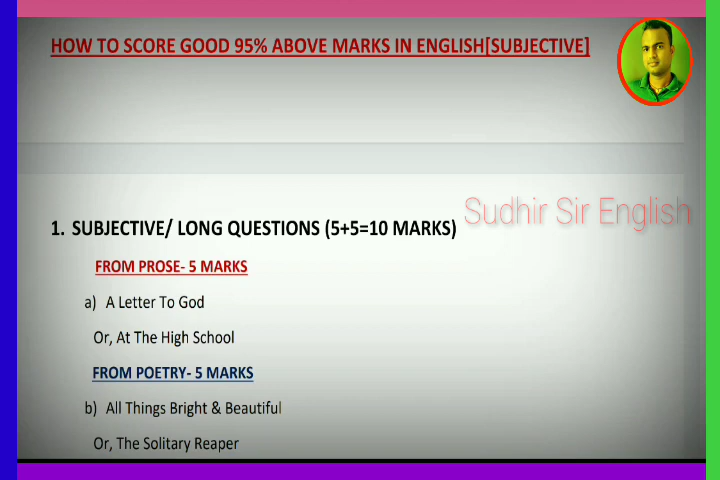 HOW TO SCORE GOOD 95% ABOVE MARKS IN ENGLISH[SUBJECTIVE]
Sudhir Sir English
1. SUBJECTIVE/ LONG QUESTIONS (5+5=10 MARKS)
FROM PROSE- 5 MARKS
a) A Letter To God
Or, At The High School
FROM POETRY- 5 MARKS
b) All Things Bright & Beautiful
Or, The Solitary Reaper